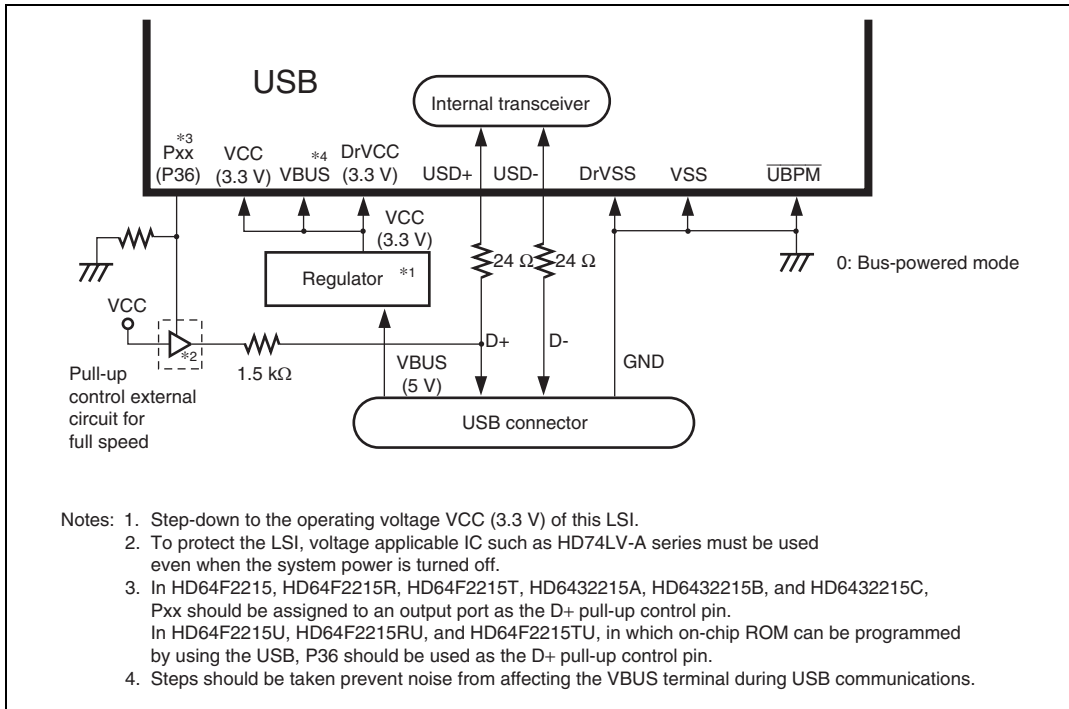 USB
Internal transceiver
*3
Pxx
(P36)
VCC
(3.3 V)
*4
VBUS
DrVCC
(3.3 V)
USD+
USD-
DrVSS
VSS
UBPM
VCC
(3.3 V)
Regulator *1
24 Ω
24 Ω
0: Bus-powered mode
VCC
*2
1.5 kΩ
VBUS
(5 V)
D+
D-
GND
Pull-up
control external
circuit for
full speed
USB connector
Notes: 1. Step-down to the operating voltage VCC (3.3 V) of this LSI.
2. To protect the LSI, voltage applicable IC such as HD74LV-A series must be used
even when the system power is turned off.
3. In HD64F2215, HD64F2215R, HD64F2215T, HD6432215A, HD6432215B, and HD6432215C,
Pxx should be assigned to an output port as the D+ pull-up control pin.
In HD64F2215U, HD64F2215RU, and HD64F2215TU, in which on-chip ROM can be programmed
by using the USB, P36 should be used as the D+ pull-up control pin.
4. Steps should be taken prevent noise from affecting the VBUS terminal during USB communications.